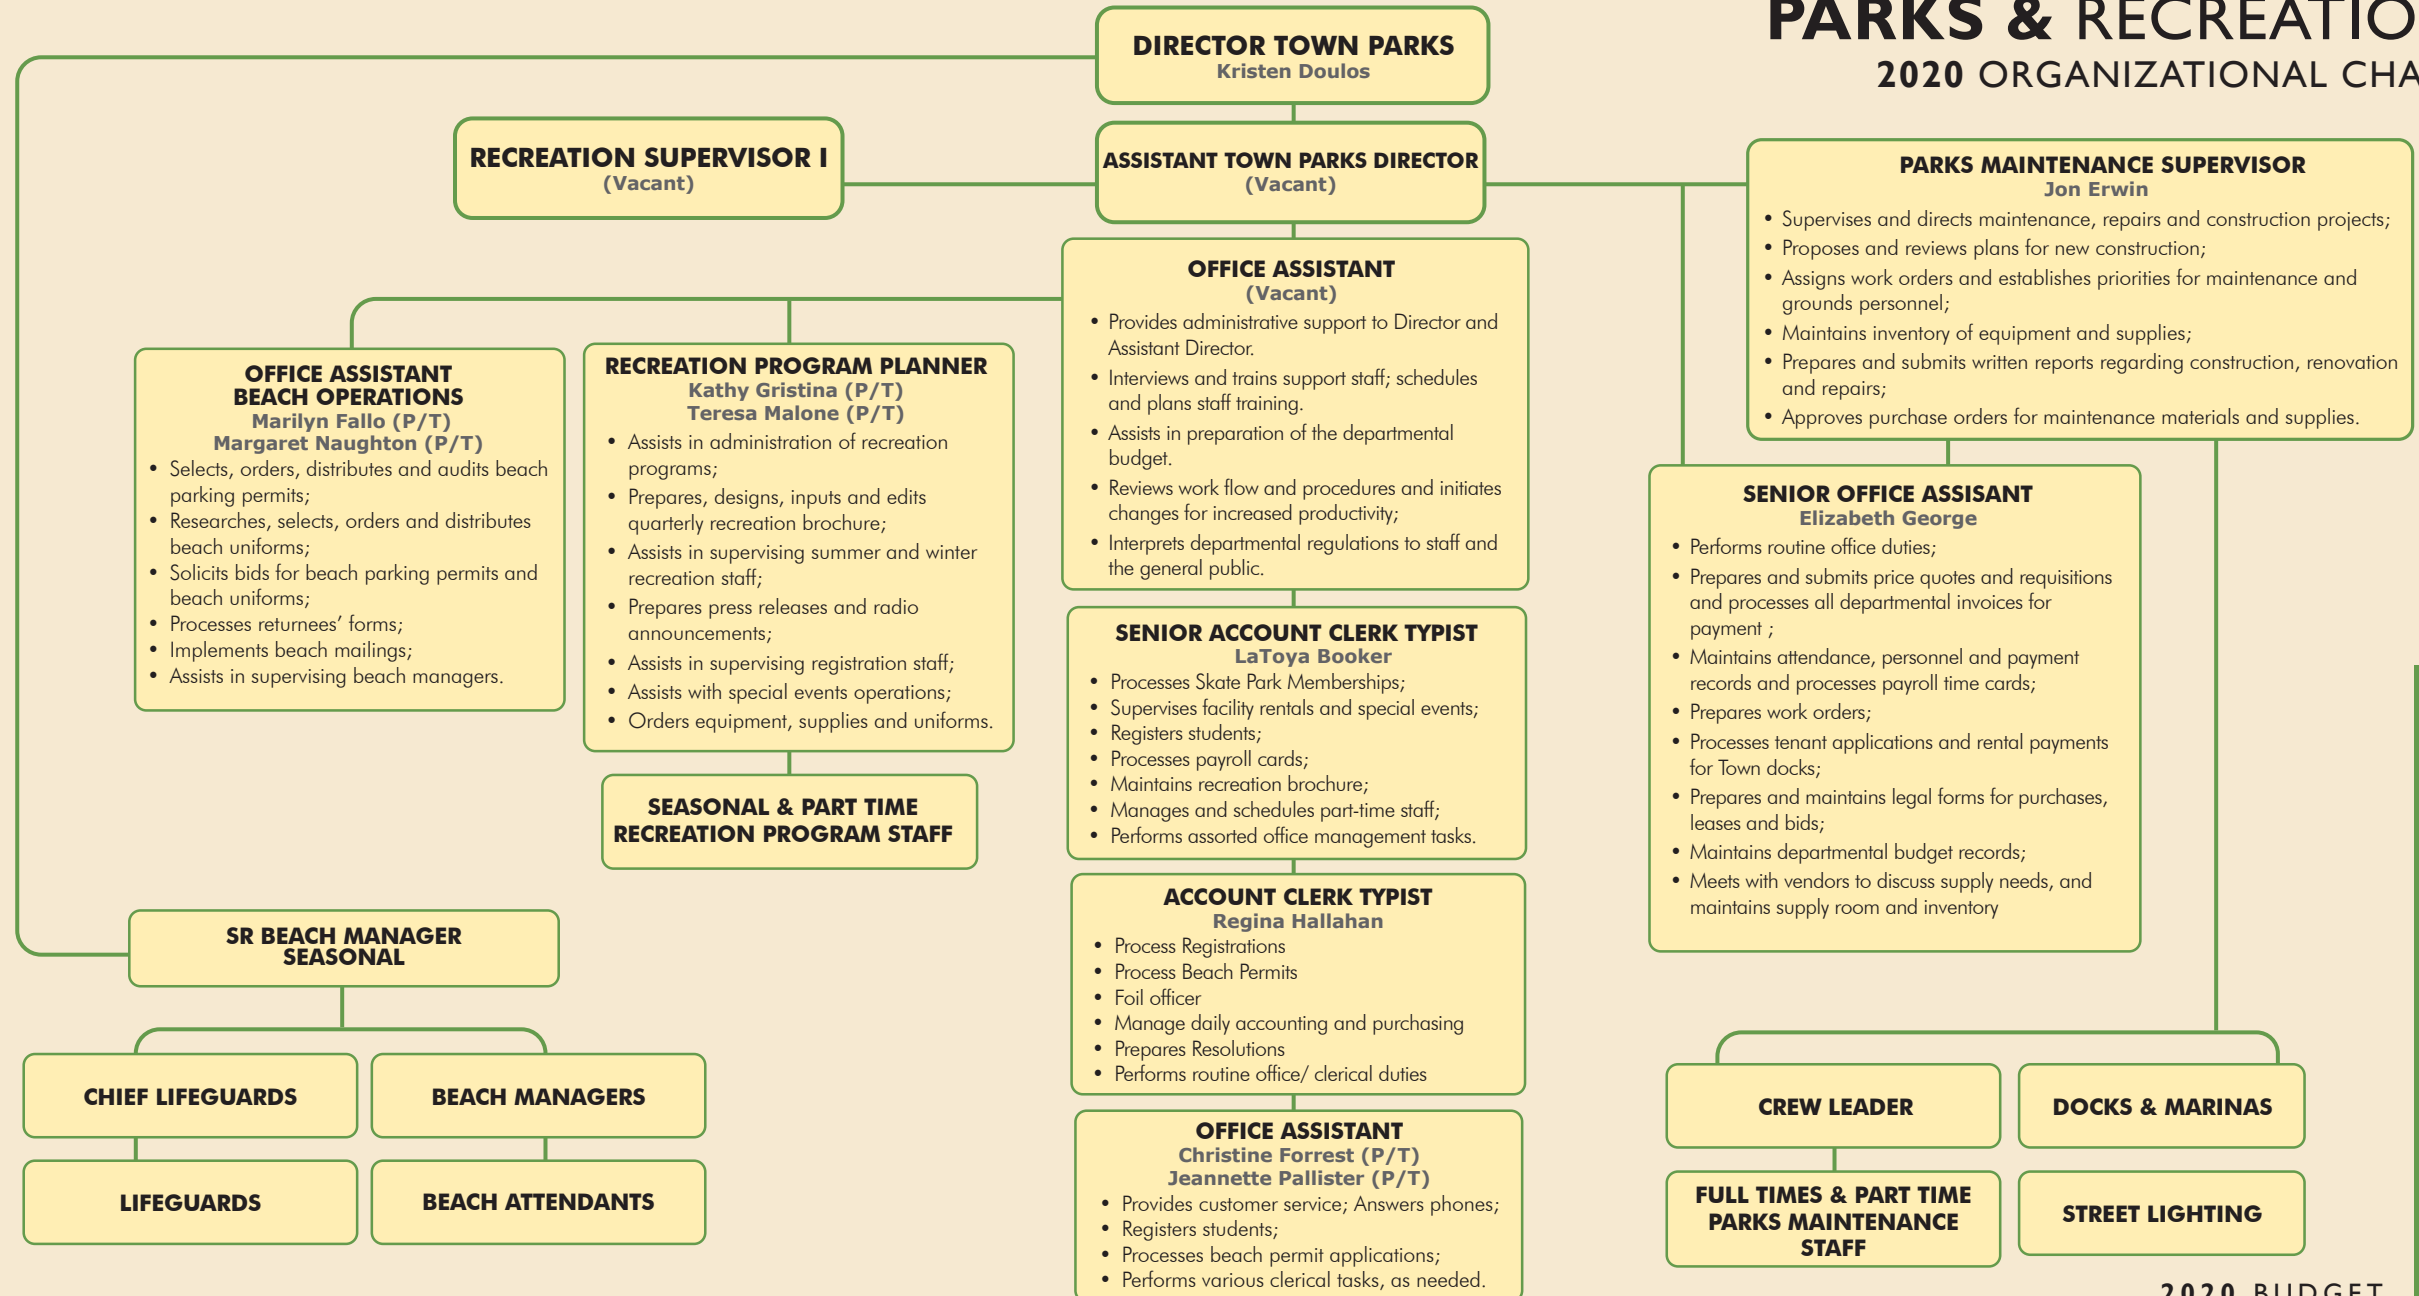 PARKS & RECREATIO
2020 ORGANIZATIONAL CHA
DIRECTOR TOWN PARKS
Kristen Doulos
RECREATION SUPERVISOR I
(Vacant)
ASSISTANT TOWN PARKS DIRECTOR
(Vacant)
PARKS MAINTENANCE SUPERVISOR
Jon Erwin
• Supervises and directs maintenance, repairs and construction projects;
• Proposes and reviews plans for new construction;
• Assigns work orders and establishes priorities for maintenance and
grounds personnel;
• Maintains inventory of equipment and supplies;
• Prepares and submits written reports regarding construction, renovation
and repairs;
• Approves purchase orders for maintenance materials and supplies.
OFFICE ASSISTANT
(Vacant)
• Provides administrative support to Director and
Assistant Director.
• Interviews and trains support staff; schedules
and plans staff training.
• Assists in preparation of the departmental
budget.
• Reviews work flow and procedures and initiates
changes for increased productivity;
• Interprets departmental regulations to staff and
the general public.
OFFICE ASSISTANT
BEACH OPERATIONS
Marilyn Fallo (P/T)
Margaret Naughton (P/T)
• Selects, orders, distributes and audits beach
parking permits;
• Researches, selects, orders and distributes
beach uniforms;
• Solicits bids for beach parking permits and
beach uniforms;
• Processes returnees’ forms;
• Implements beach mailings;
• Assists in supervising beach managers.
RECREATION PROGRAM PLANNER
Kathy Gristina (P/T)
Teresa Malone (P/T)
• Assists in administration of recreation
programs;
• Prepares, designs, inputs and edits
quarterly recreation brochure;
• Assists in supervising summer and winter
recreation staff;
• Prepares press releases and radio
announcements;
• Assists in supervising registration staff;
• Assists with special events operations;
• Orders equipment, supplies and uniforms.
SEASONAL & PART TIME
RECREATION PROGRAM STAFF
SENIOR ACCOUNT CLERK TYPIST
LaToya Booker
• Processes Skate Park Memberships;
• Supervises facility rentals and special events;
• Registers students;
• Processes payroll cards;
• Maintains recreation brochure;
• Manages and schedules part-time staff;
• Performs assorted office management tasks.
SENIOR OFFICE ASSISANT
Elizabeth George
• Performs routine office duties;
• Prepares and submits price quotes and requisitions
and processes all departmental invoices for
payment ;
• Maintains attendance, personnel and payment
records and processes payroll time cards;
• Prepares work orders;
• Processes tenant applications and rental payments
for Town docks;
• Prepares and maintains legal forms for purchases,
leases and bids;
• Maintains departmental budget records;
• Meets with vendors to discuss supply needs, and
maintains supply room and inventory
ACCOUNT CLERK TYPIST
Regina Hallahan
• Process Registrations
• Process Beach Permits
• Foil officer
• Manage daily accounting and purchasing
• Prepares Resolutions
• Performs routine office/ clerical duties
SR BEACH MANAGER
SEASONAL
CHIEF LIFEGUARDS
BEACH MANAGERS
LIFEGUARDS
BEACH ATTENDANTS
OFFICE ASSISTANT
Christine Forrest (P/T)
Jeannette Pallister (P/T)
• Provides customer service; Answers phones;
• Registers students;
• Processes beach permit applications;
• Performs various clerical tasks, as needed.
CREW LEADER
DOCKS & MARINAS
FULL TIMES & PART TIME
PARKS MAINTENANCE
STAFF
STREET LIGHTING
2020 BUDGET